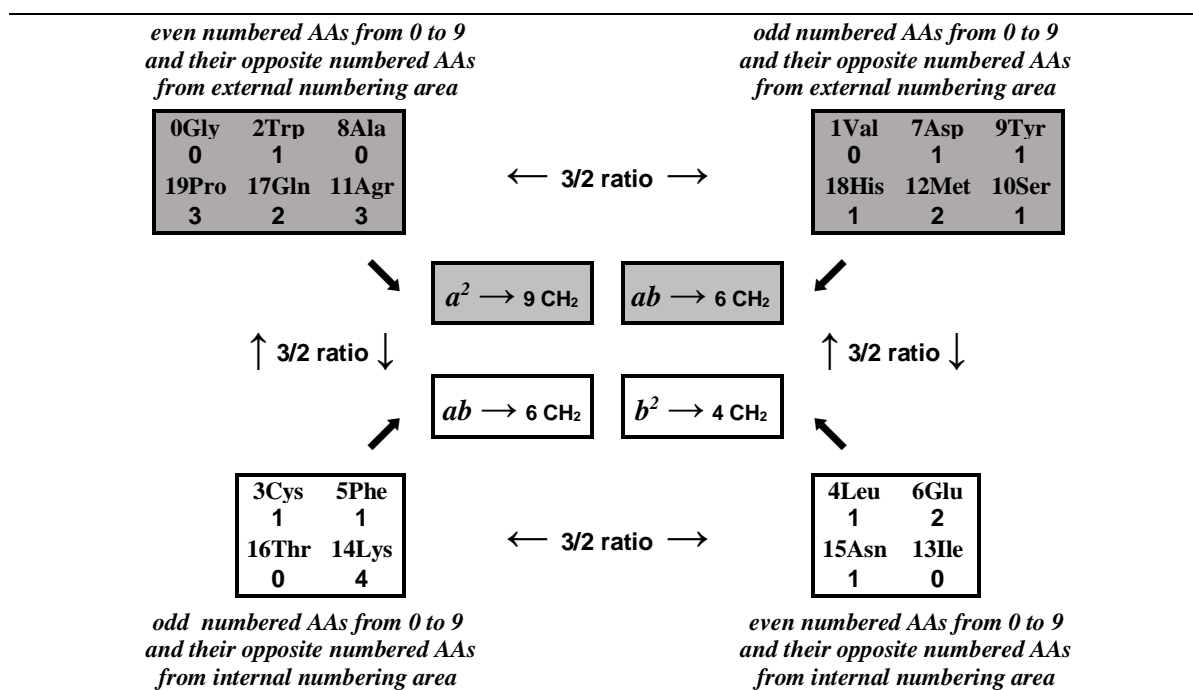 even numbered AAs from 0 to 9
and their opposite numbered AAs
from external numbering area
odd numbered AAs from 0 to 9
and their opposite numbered AAs
from external numbering area
0Gly 2Trp 8Ala
0 1 0
19Pro 17Gln 11Agr
3 2 3
← 3/2 ratio →
1Val 7Asp 9Tyr
0 1 1
18His 12Met 10Ser
1 2 1
a² → 9 CH₂
ab → 6 CH₂
↑ 3/2 ratio ↓
↑ 3/2 ratio ↓
ab → 6 CH₂
b² → 4 CH₂
3Cys 5Phe
1 1
16Thr 14Lys
0 4
← 3/2 ratio →
4Leu 6Glu
1 2
15Asn 13Ile
1 0
odd numbered AAs from 0 to 9
and their opposite numbered AAs
from internal numbering area
even numbered AAs from 0 to 9
and their opposite numbered AAs
from internal numbering area